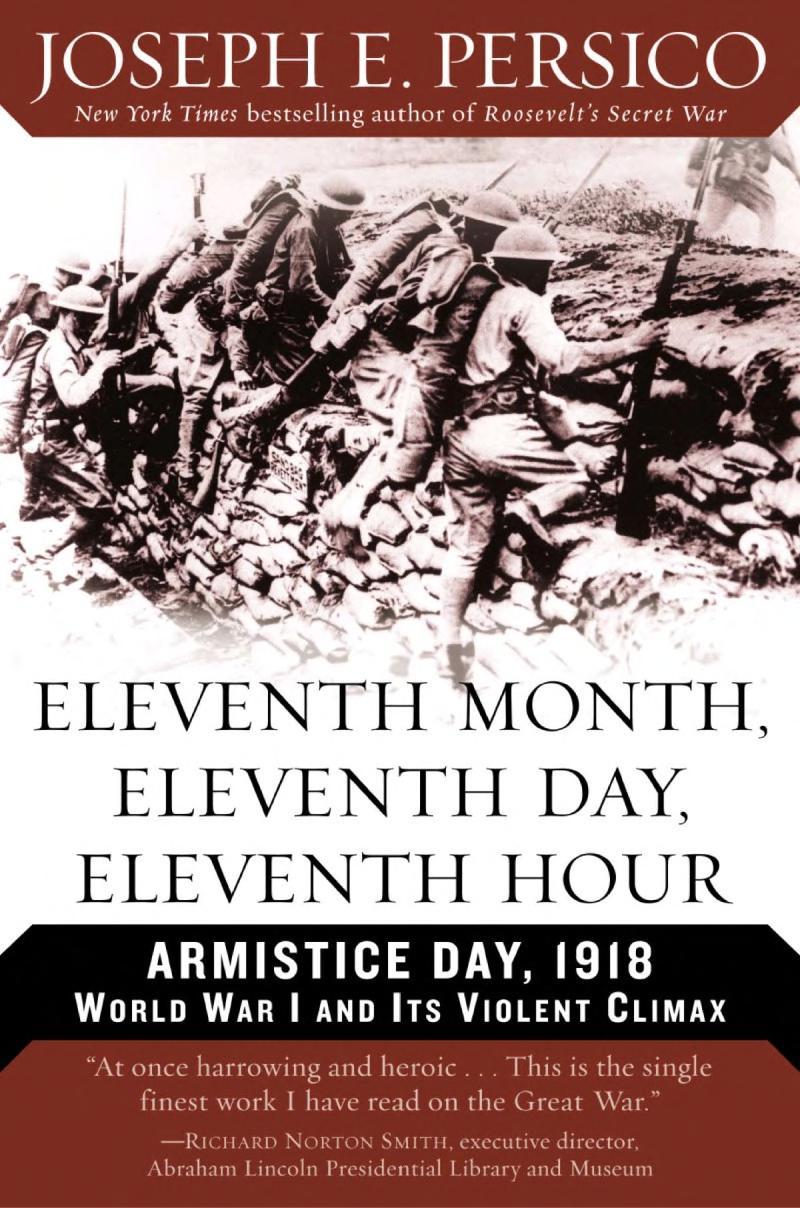 JOSEPH E. PERSICO
New York Times bestselling author of Roosevelt's Secret War
ELEVENTH MONTH,
ELEVENTH DAY,
ELEVENTH HOUR
ARMISTICE DAY, 1918
WORLD WAR I AND ITS VIOLENT CLIMAX
“At once harrowing and heroic . . . This is the single
finest work I have read on the Great War.”
—RICHARD NORTON SMITH, executive director,
Abraham Lincoln Presidential Library and Museum